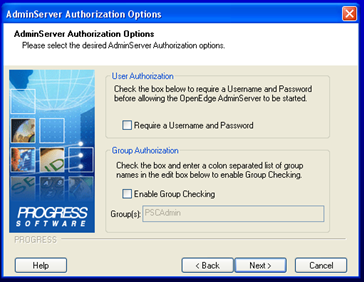 AdminServer Authorization Options
AdminServer Authorization Options
Please select the desired AdminServer Authorization options.
User Authorization
Check the box below to require a Username and Password
before allowing the OpenEdge AdminServer to be started.
Require a Username and Password
Group Authorization
Check the box and enter a colon separated list of group
names in the edit box below to enable Group Checking.
Enable Group Checking
Group(s): PSCAdmin
PROGRESS
SOFTWARE
PROGRESS
Help
< Back
Next >
Cancel